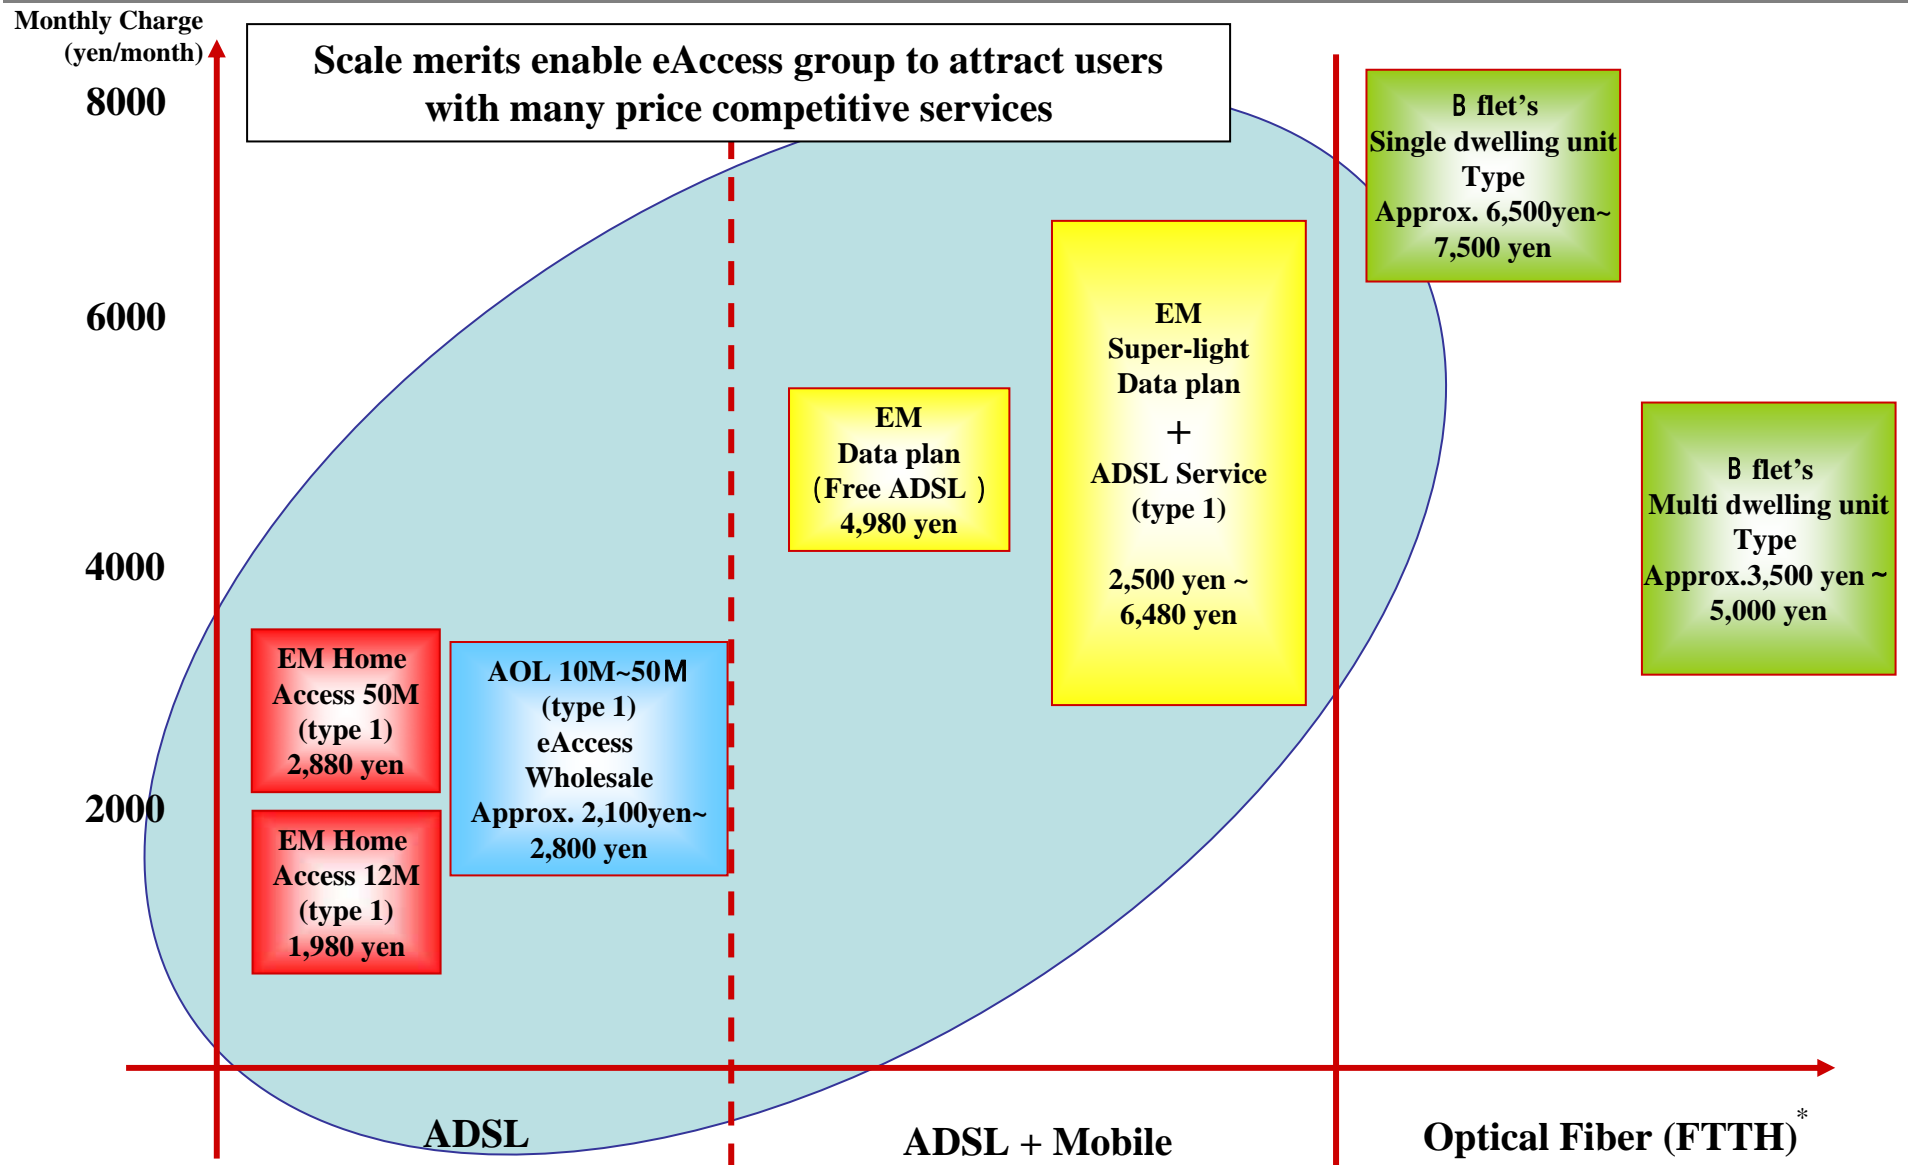 Monthly Charge
(yen/month)
Scale merits enable eAccess group to attract users
with many price competitive services
8000
6000
4000
2000
B flet's
Single dwelling unit
Type
Approx. 6,500yen~
7,500 yen
EM
Super-light
Data plan
+
ADSL Service
(type 1)
2,500 yen ~
6,480 yen
EM
Data plan
(Free ADSL )
4,980 yen
B flet's
Multi dwelling unit
Type
Approx.3,500 yen ~
5,000 yen
EM Home
Access 50M
(type 1)
2,880 yen
AOL 10M~50M
(type 1)
eAccess
Wholesale
Approx. 2,100yen~
2,800 yen
EM Home
Access 12M
(type 1)
1,980 yen
ADSL
ADSL + Mobile
Optical Fiber (FTTH)*